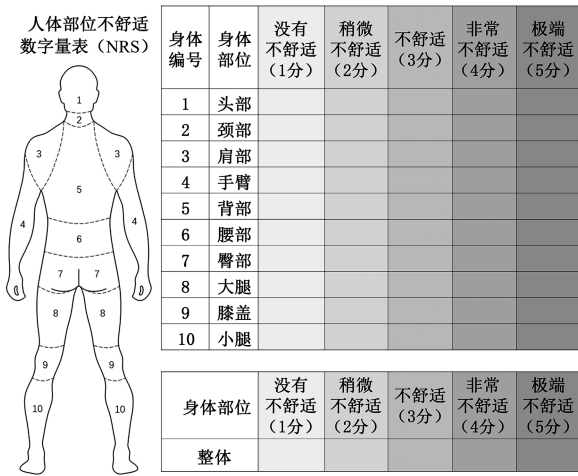 人体部位不舒适
数字量表（NRS）
1
2
3 3
5
4 4
6
7 7
8 8
9 9
10 10
身体编号 身体部位 没有不舒适（1分） 稍微不舒适（2分） 不舒适（3分） 非常不舒适（4分） 极端不舒适（5分）
1 头部
2 颈部
3 肩部
4 手臂
5 背部
6 腰部
7 臀部
8 大腿
9 膝盖
10 小腿
身体部位 没有不舒适（1分） 稍微不舒适（2分） 不舒适（3分） 非常不舒适（4分） 极端不舒适（5分）
整体